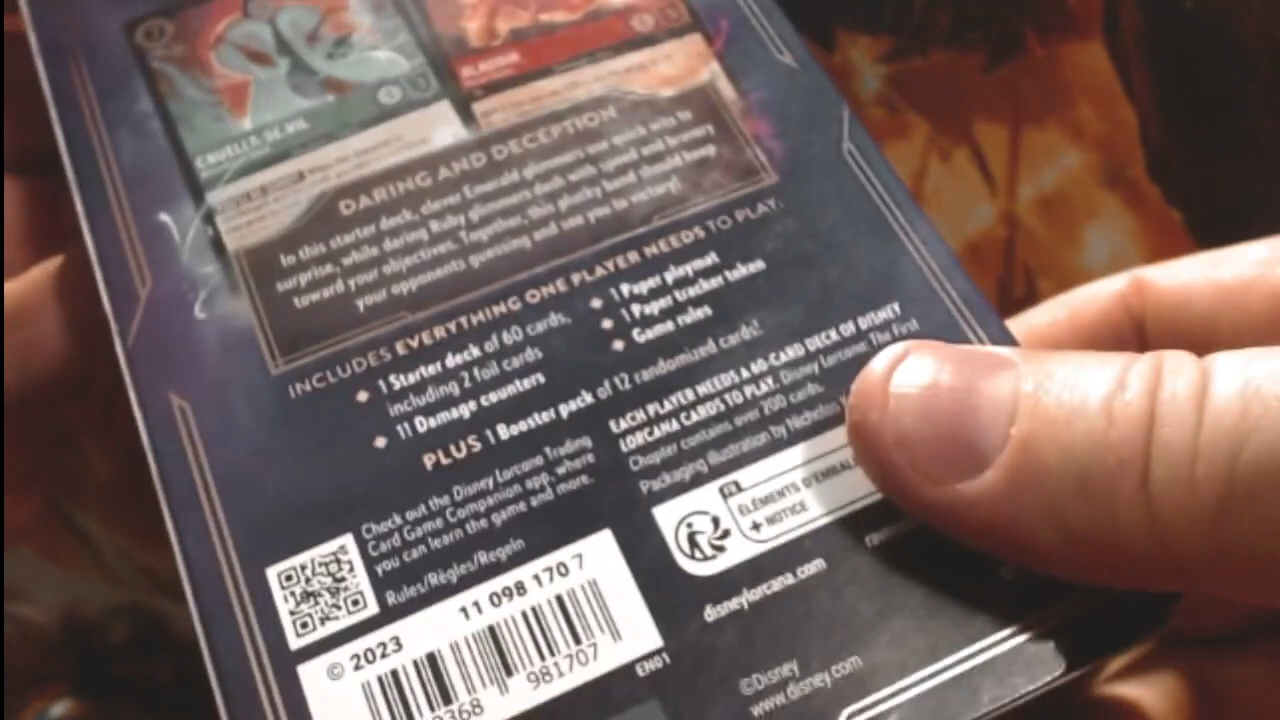 CRUELLA DE VIL
DARING AND DECEPTION
In this starter deck, clever Emerald glimmers use quick wits to
surprise, while daring Ruby glimmers dash with speed and bravery
toward your objectives. Together, this plucky band should keep
your opponents guessing and see you to victory!
INCLUDES EVERYTHING ONE PLAYER NEEDS TO PLAY:
1 Starter deck of 60 cards,
including 2 foil cards
11 Damage counters
1 Paper playmat
1 Paper tracker token
Game rules
PLUS 1 Booster pack of 12 randomized cards!
Check out the Disney Lorcana Trading
Card Game Companion app, where
you can learn the game and more.
Rules/Règles/Regeln
EACH PLAYER NEEDS A 60-CARD DECK OF DISNEY
LORCANA CARDS TO PLAY. Disney Lorcana: The First
Chapter contains over 200 cards.
Packaging illustration by Nicholas
FR
ÉLÉMENTS D'EMBAL
+ NOTICE
disneylorcana.com
© 2023
11 098 170 7
0368
981707
EN01
©Disney
www.disney.com